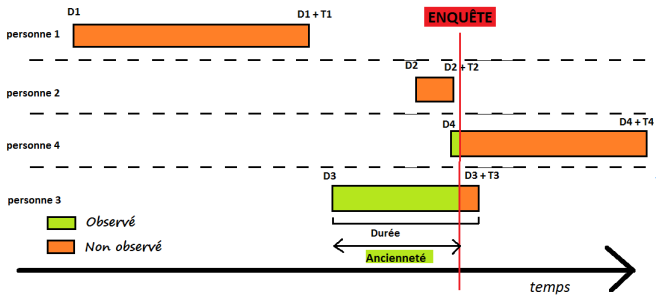 D1
D1 + T1
ENQUÊTE
personne 1
D2
D2 + T2
personne 2
D4
D4 + T4
personne 4
D3
D3 + T3
personne 3
Observé
Non observé
Durée
Ancienneté
temps